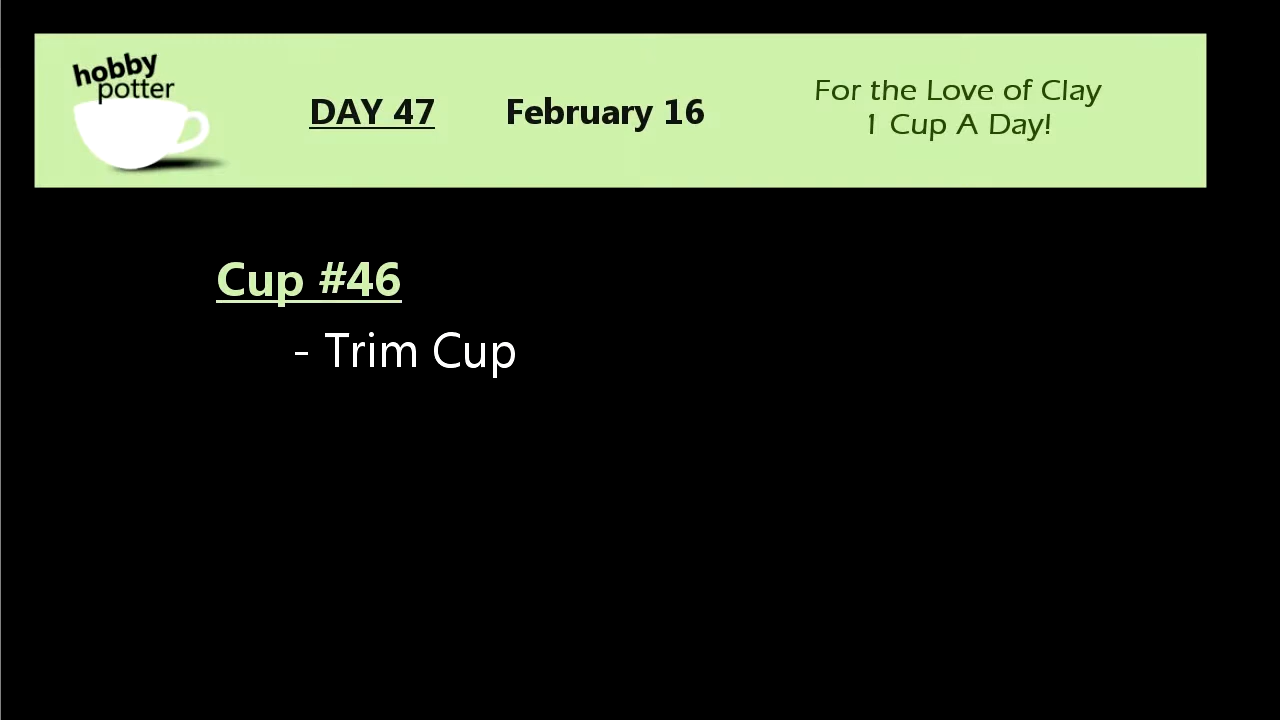 hobby
potter
DAY 47
February 16
For the Love of Clay
1 Cup A Day!
Cup #46
- Trim Cup